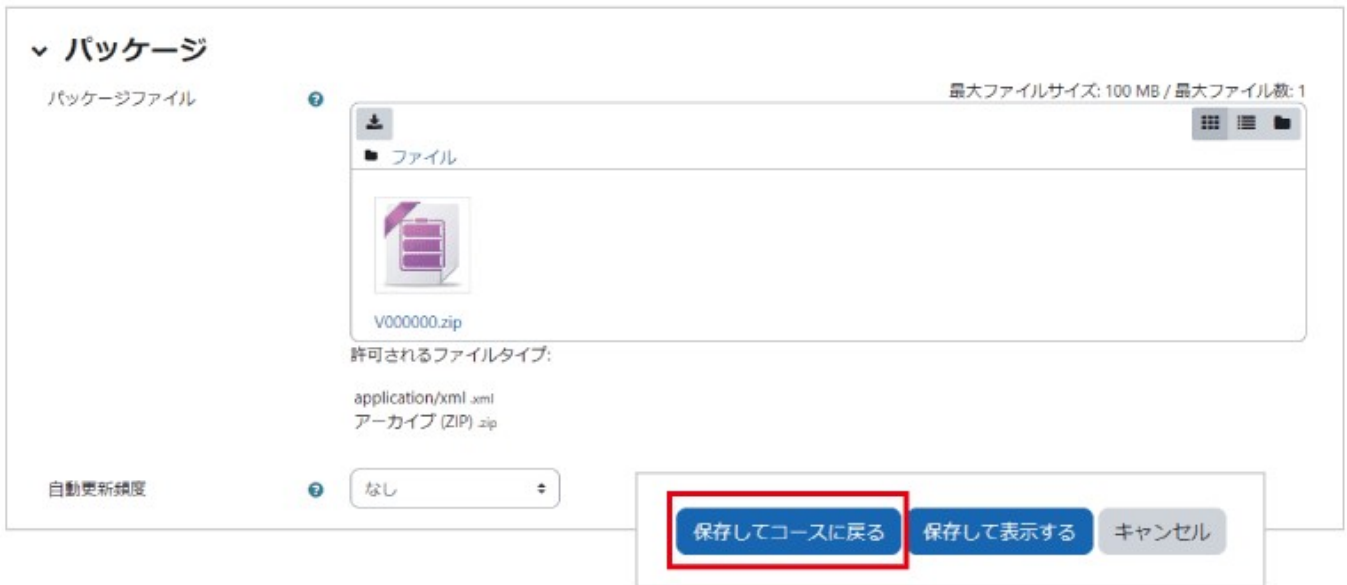 パッケージ
パッケージファイル
最大ファイルサイズ: 100 MB / 最大ファイル数: 1
ファイル
V000000.zip
許可されるファイルタイプ:
application/xml .xml
アーカイブ (ZIP) .zip
自動更新頻度
なし
保存してコースに戻る 保存して表示する キャンセル